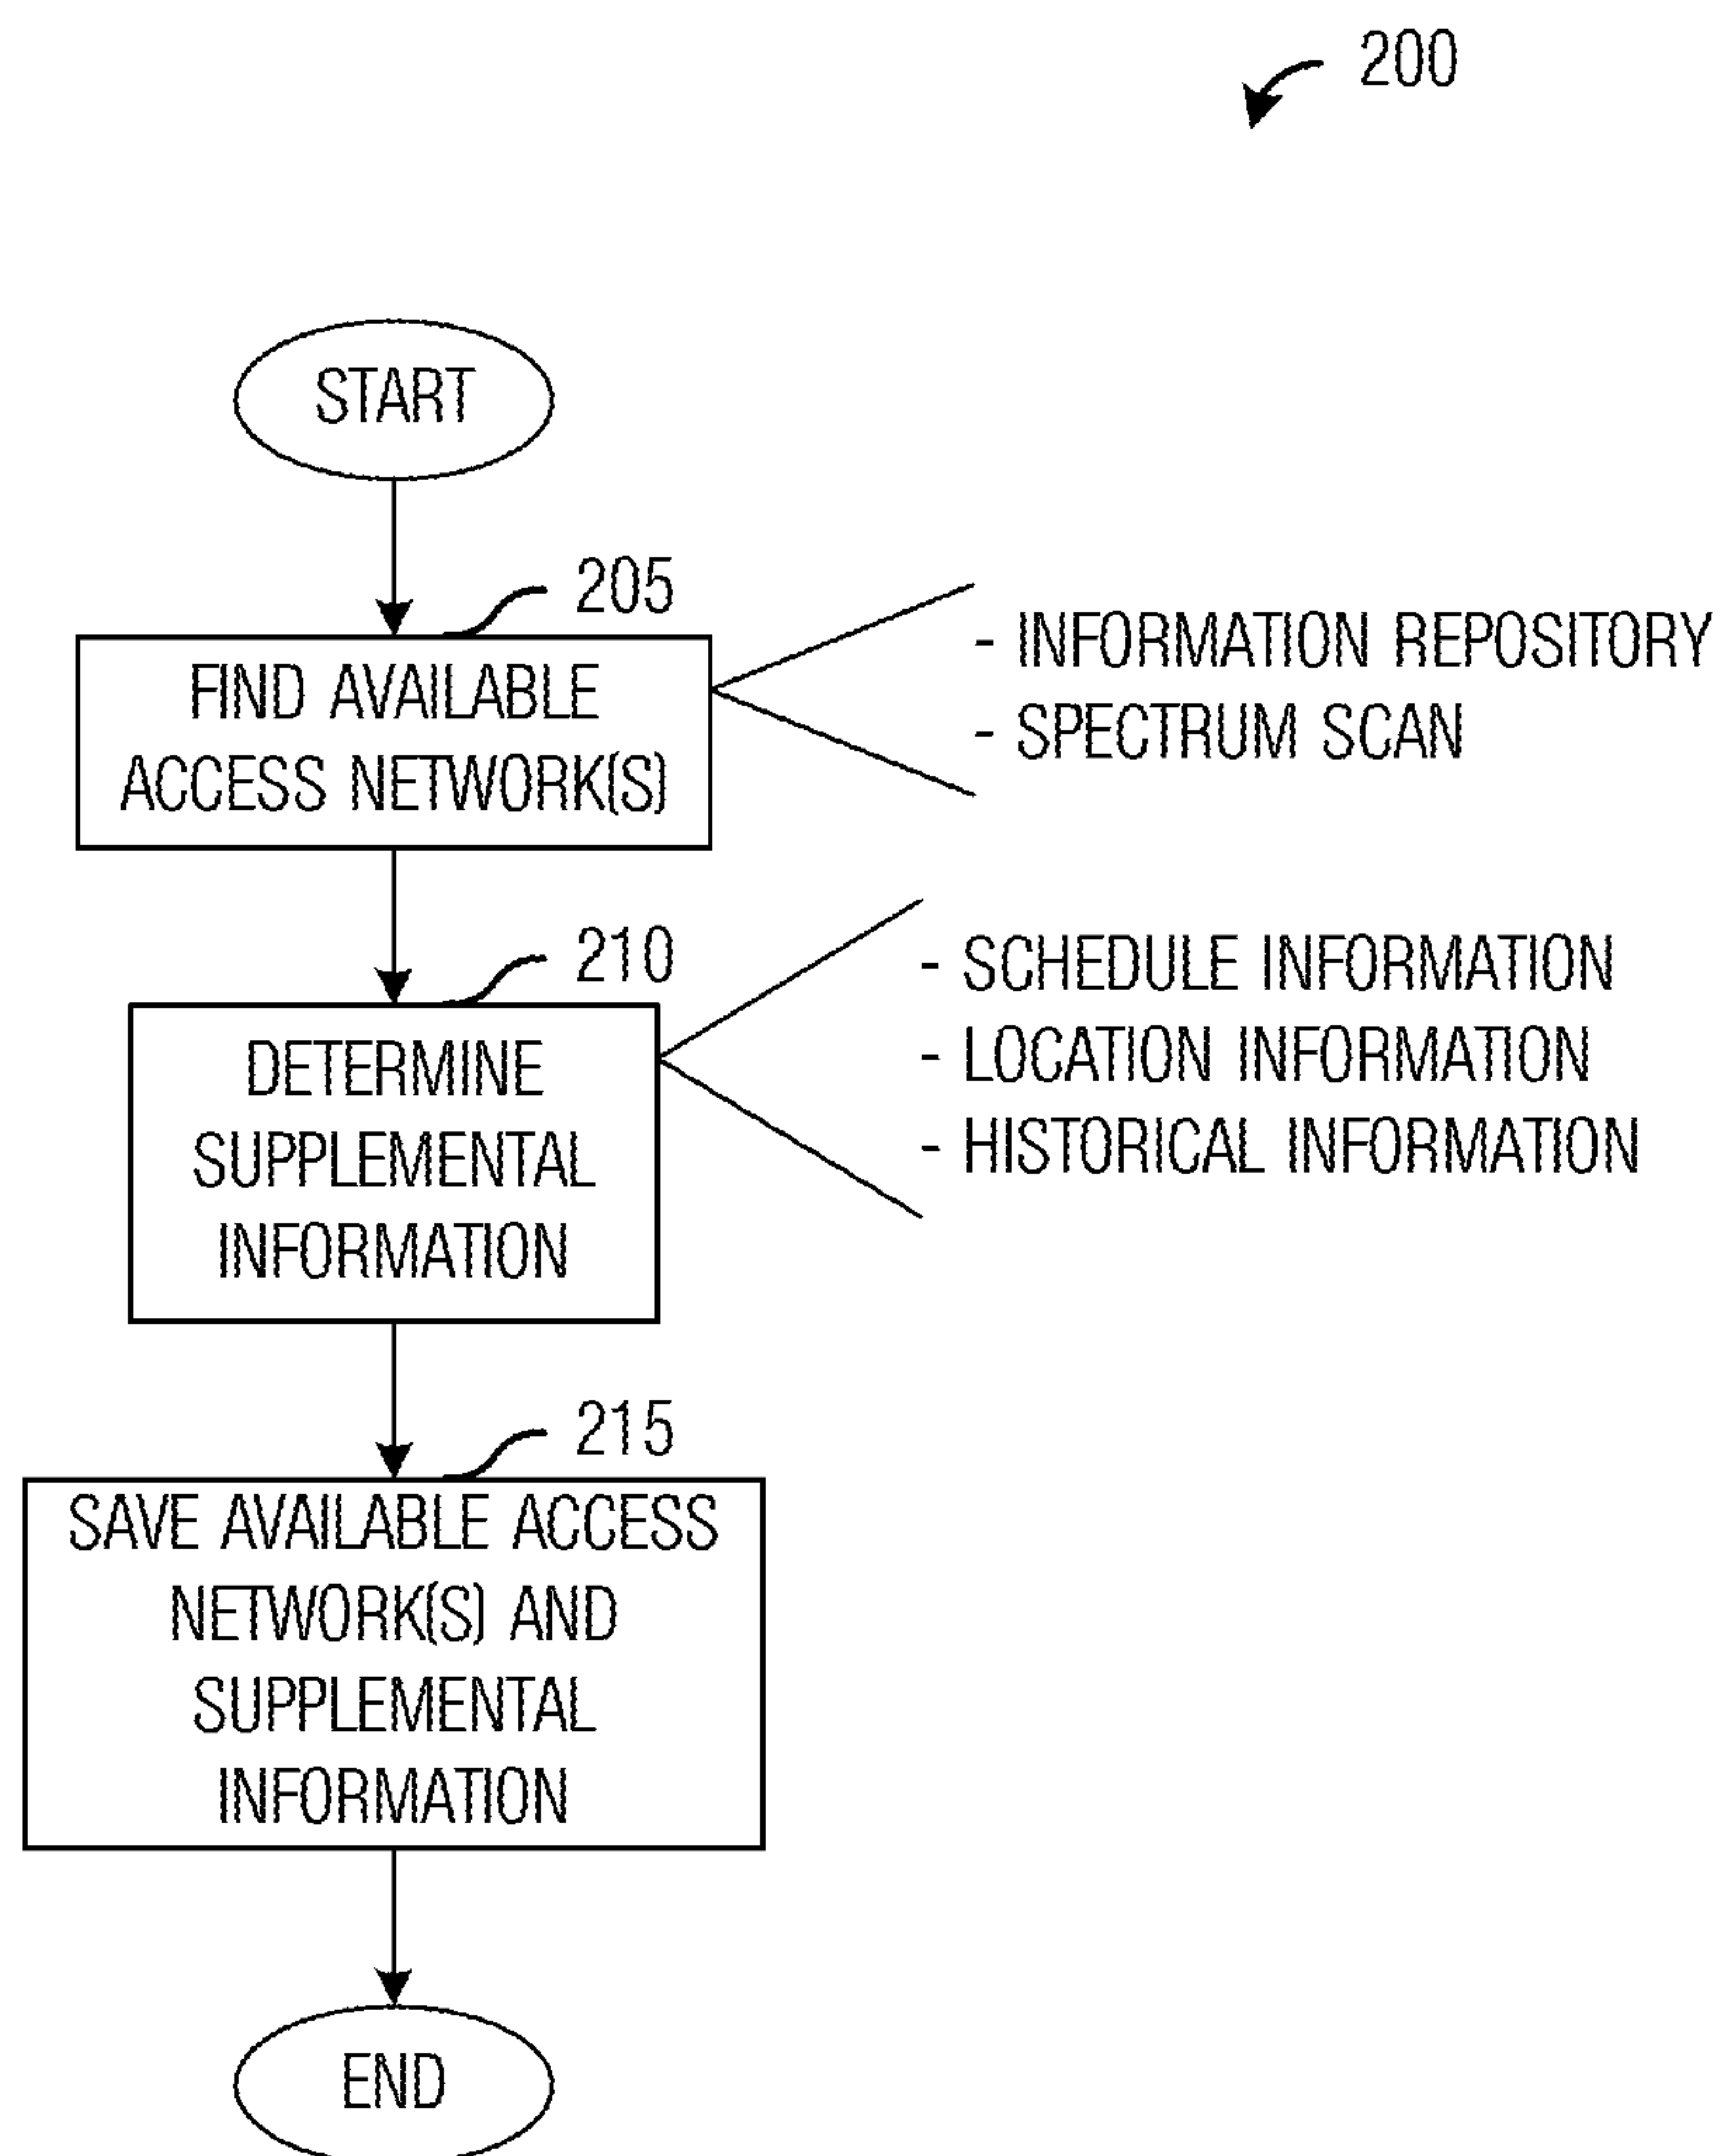 200
START
205
FIND AVAILABLE
ACCESS NETWORK(S)
- INFORMATION REPOSITORY
- SPECTRUM SCAN
210
DETERMINE
SUPPLEMENTAL
INFORMATION
- SCHEDULE INFORMATION
- LOCATION INFORMATION
- HISTORICAL INFORMATION
215
SAVE AVAILABLE ACCESS
NETWORK(S) AND
SUPPLEMENTAL
INFORMATION
END